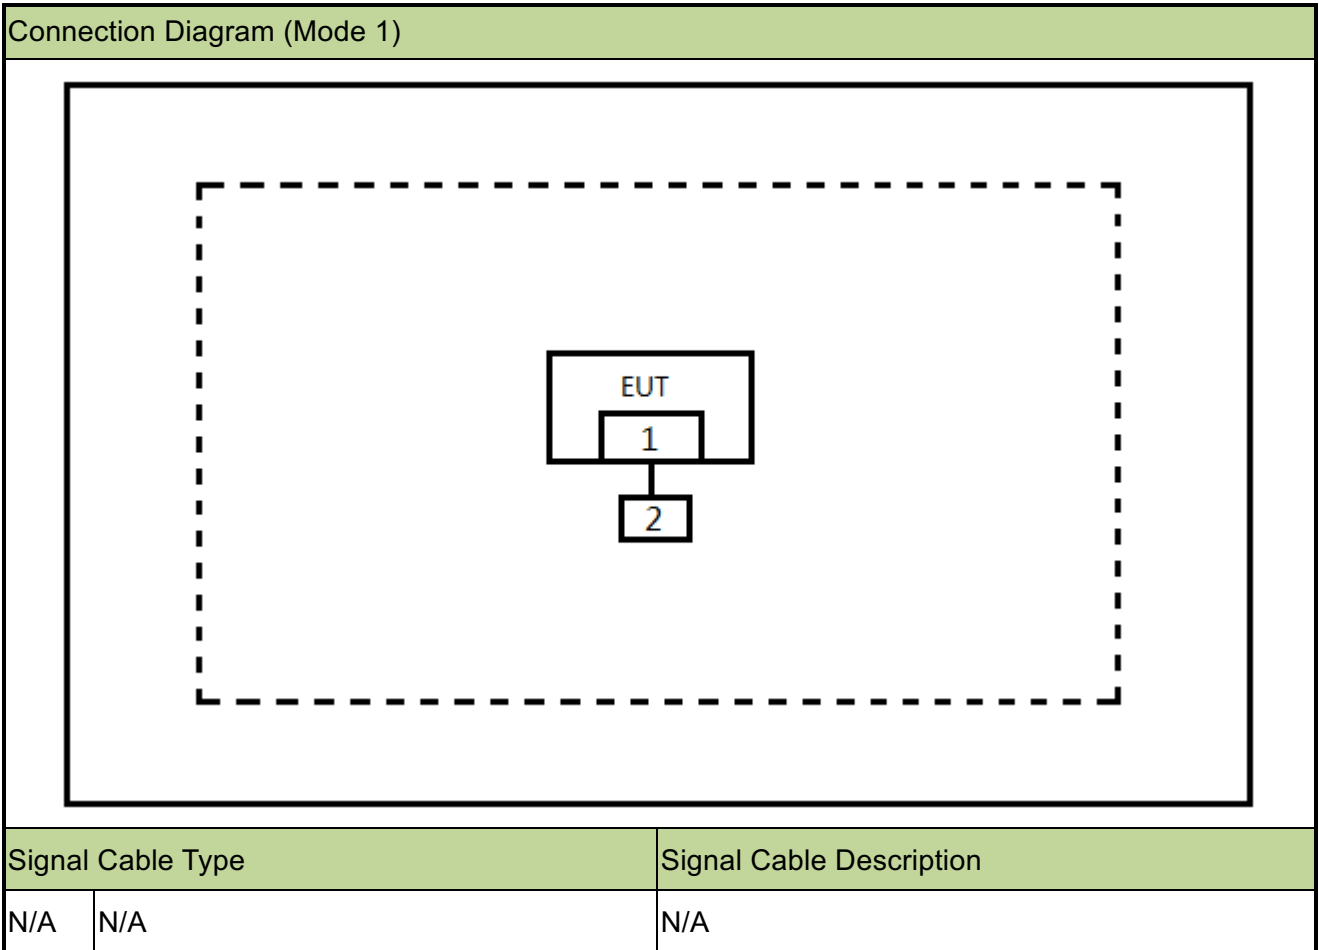 Connection Diagram (Mode 1)
EUT
1
2
Signal Cable Type Signal Cable Description
N/A N/A N/A